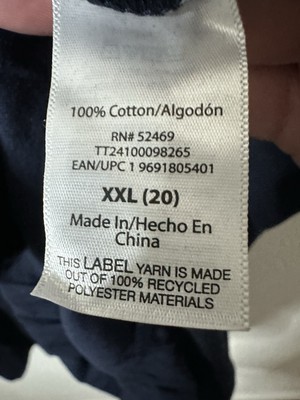 100% Cotton/Algodón
RN# 52469
TT24100098265
EAN/UPC 1 9691805401
XXL (20)
Made In/Hecho En
China
THIS LABEL YARN IS MADE
OUT OF 100% RECYCLED
POLYESTER MATERIALS